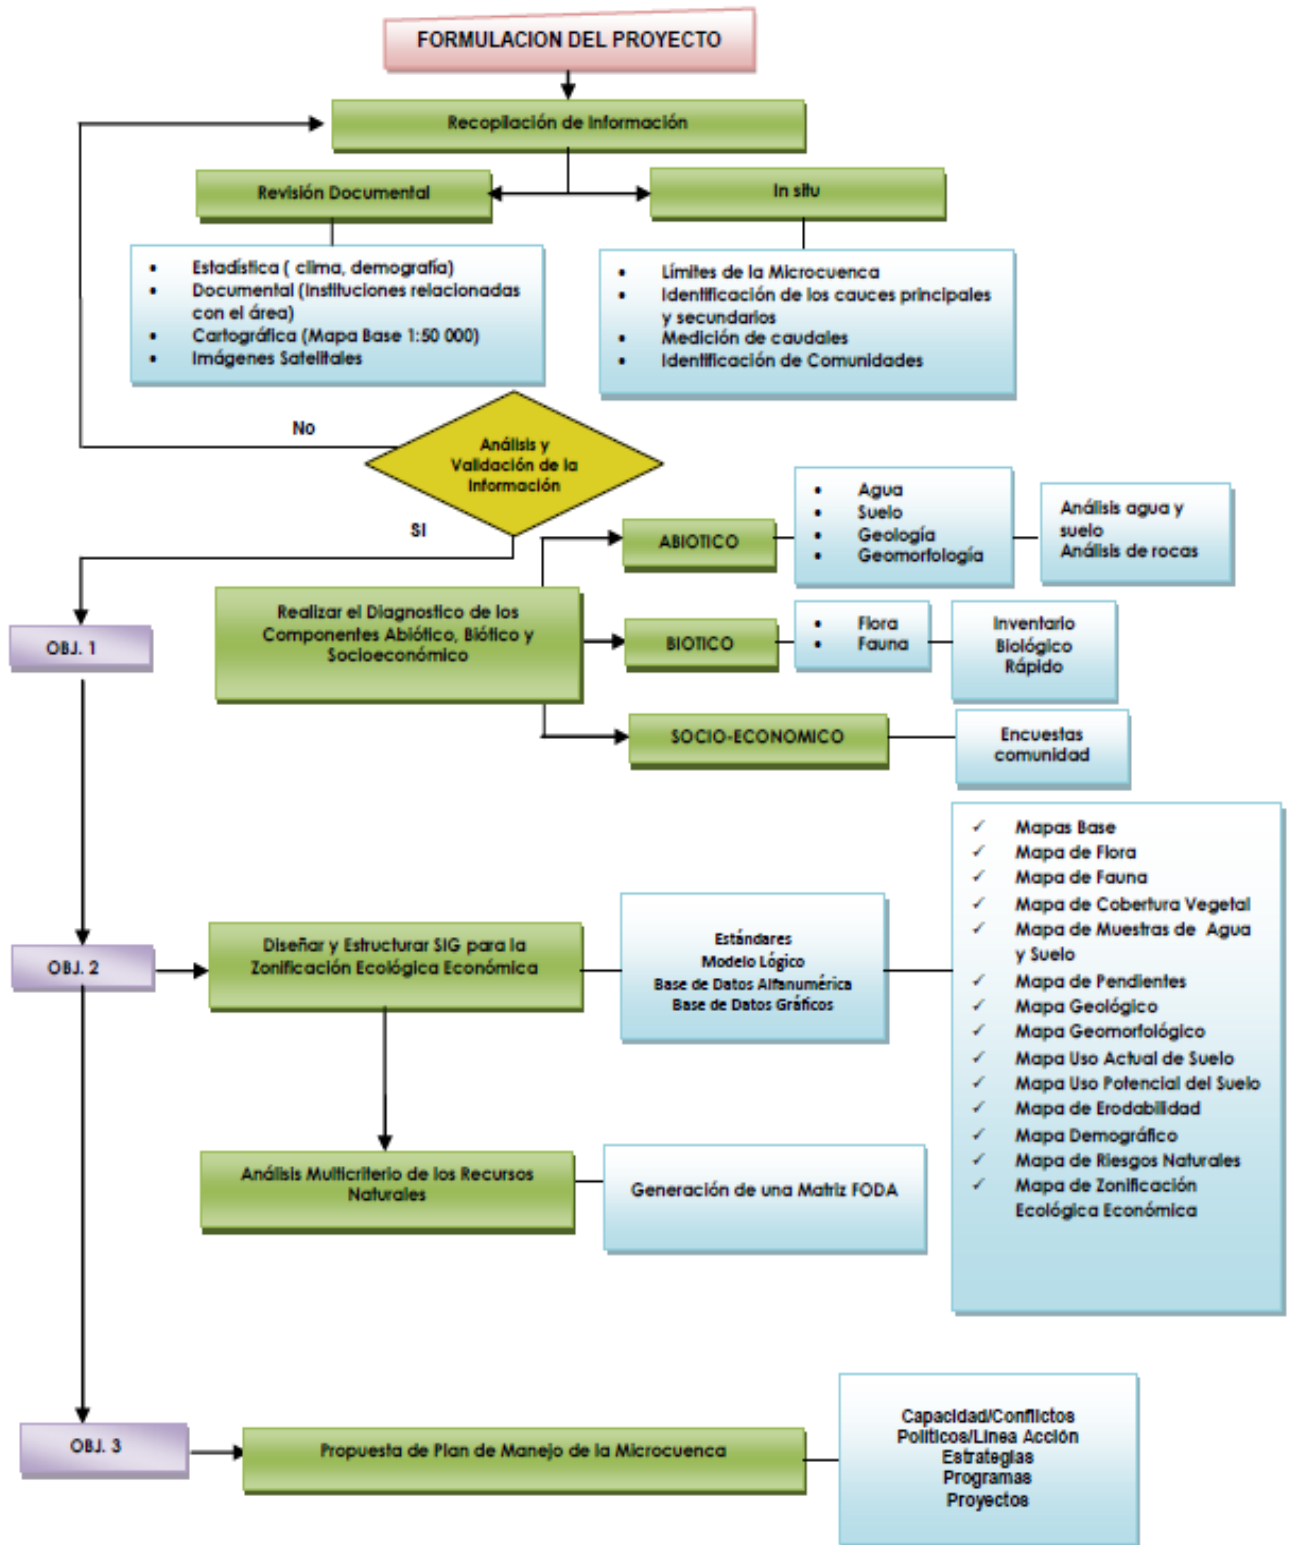 FORMULACION DEL PROYECTO
Recopilación de Información
Revisión Documental
In situ
• Estadística ( clima, demografía)
• Documental (Instituciones relacionadas
con el área)
• Cartográfica (Mapa Base 1:50 000)
• Imágenes Satelitales
• Límites de la Microcuenca
• Identificación de los cauces principales
y secundarios
• Medición de caudales
• Identificación de Comunidades
No
Análisis y
Validación de la
Información
SI
ABIOTICO
• Agua
• Suelo
• Geología
• Geomorfología
Análisis agua y
suelo
Análisis de rocas
OBJ. 1
Realizar el Diagnostico de los
Componentes Abiótico, Biótico y
Socioeconómico
BIOTICO
• Flora
• Fauna
Inventario
Biológico
Rápido
SOCIO-ECONOMICO
Encuestas
comunidad
OBJ. 2
Diseñar y Estructurar SIG para la
Zonificación Ecológica Económica
Estándares
Modelo Lógico
Base de Datos Alfanumérica
Base de Datos Gráficos
✓ Mapas Base
✓ Mapa de Flora
✓ Mapa de Fauna
✓ Mapa de Cobertura Vegetal
✓ Mapa de Muestras de Agua
y Suelo
✓ Mapa de Pendientes
✓ Mapa Geológico
✓ Mapa Geomorfológico
✓ Mapa Uso Actual de Suelo
✓ Mapa Uso Potencial del Suelo
✓ Mapa de Erodabilidad
✓ Mapa Demográfico
✓ Mapa de Riesgos Naturales
✓ Mapa de Zonificación
Ecológica Económica
Análisis Multicriterio de los Recursos
Naturales
Generación de una Matriz FODA
OBJ. 3
Propuesta de Plan de Manejo de la Microcuenca
Capacidad/Conflictos
Políticos/Linea Acción
Estrategias
Programas
Proyectos